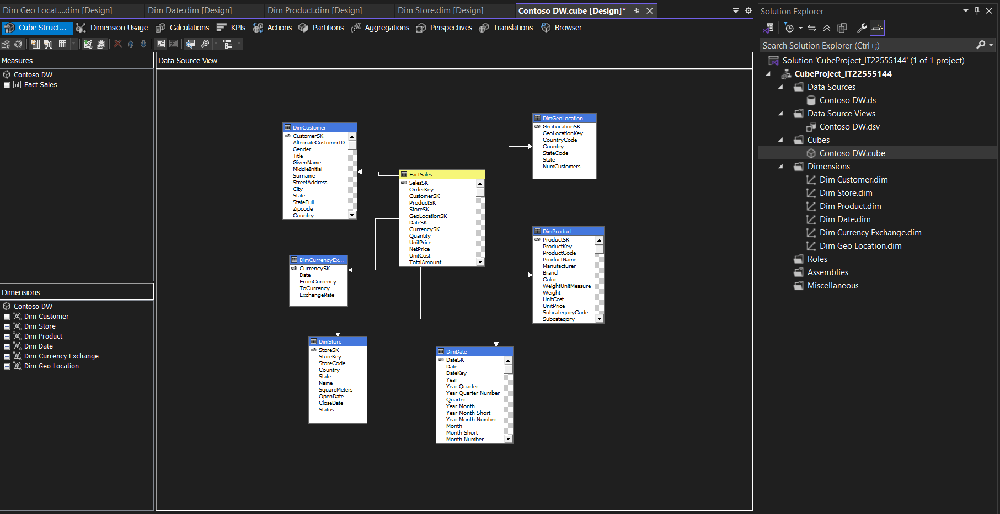 Dim Geo Locat....dim [Design]
Dim Date.dim [Design]
Dim Product.dim [Design]
Dim Store.dim [Design]
Contoso DW.cube [Design]*
Cube Struct...
Dimension Usage
Calculations
KPIs
Actions
Partitions
Aggregations
Perspectives
Translations
Browser
Measures
Contoso DW
Fact Sales
Dimensions
Contoso DW
Dim Customer
Dim Store
Dim Product
Dim Date
Dim Currency Exchange
Dim Geo Location
Data Source View
DimCustomer
CustomerSK
AlternateCustomerID
Gender
Title
GivenName
MiddleInitial
Surname
StreetAddress
City
State
StateFull
Zipcode
Country
DimGeoLocation
GeoLocationSK
GeoLocationKey
CountryCode
Country
StateCode
State
NumCustomers
FactSales
SalesSK
OrderKey
CustomerSK
ProductSK
StoreSK
GeoLocationSK
DateSK
CurrencySK
Quantity
UnitPrice
NetPrice
UnitCost
TotalAmount
DimCurrencyEx...
CurrencySK
Date
FromCurrency
ToCurrency
ExchangeRate
DimProduct
ProductSK
ProductKey
ProductCode
ProductName
Manufacturer
Brand
Color
WeightUnitMeasure
Weight
UnitCost
UnitPrice
SubcategoryCode
Subcategory
DimStore
StoreSK
StoreKey
StoreCode
Country
State
Name
SquareMeters
OpenDate
CloseDate
Status
DimDate
DateSK
Date
DateKey
Year
Year Quarter
Year Quarter Number
Quarter
Year Month
Year Month Short
Year Month Number
Month
Month Short
Month Number
Solution Explorer
Search Solution Explorer (Ctrl+;)
Solution 'CubeProject_IT22555144' (1 of 1 project)
CubeProject_IT22555144
Data Sources
Contoso DW.ds
Data Source Views
Contoso DW.dsv
Cubes
Contoso DW.cube
Dimensions
Dim Customer.dim
Dim Store.dim
Dim Product.dim
Dim Date.dim
Dim Currency Exchange.dim
Dim Geo Location.dim
Roles
Assemblies
Miscellaneous